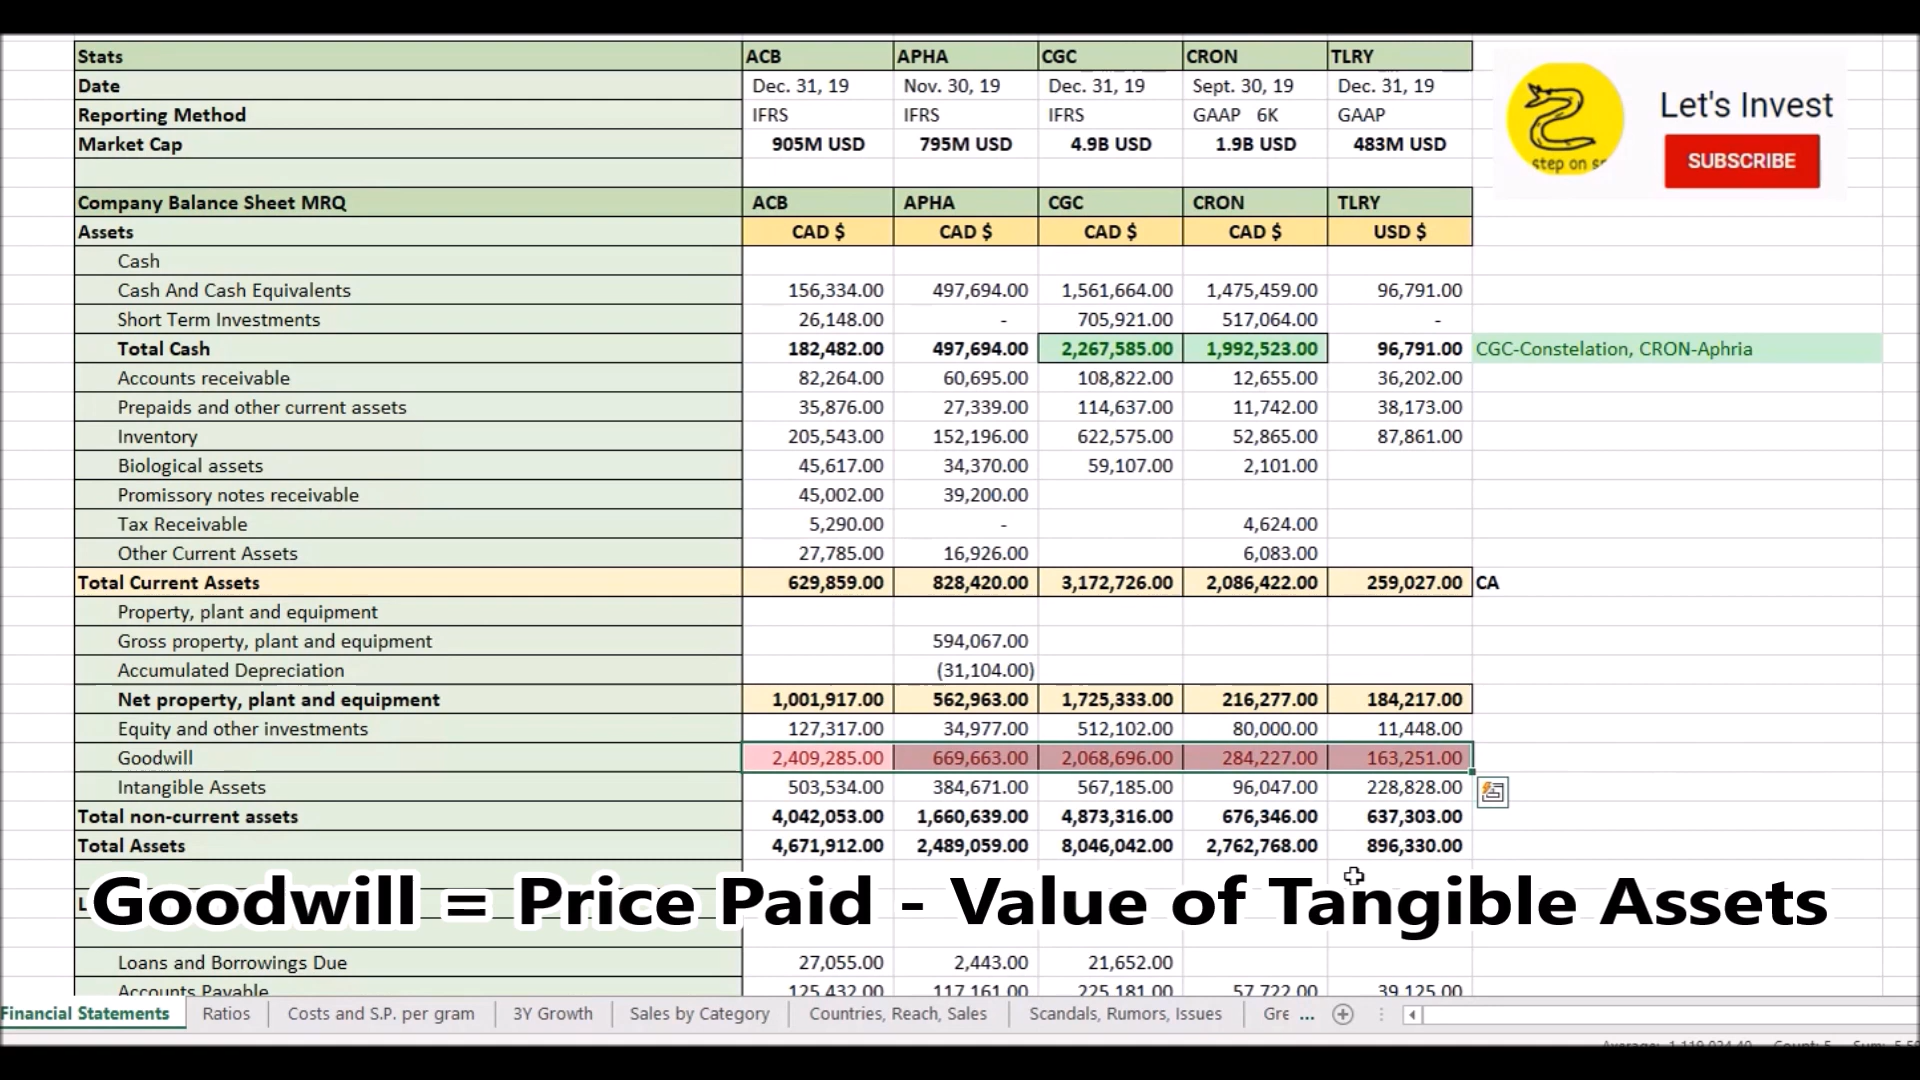 Stats ACB APHA CGC CRON TLRY
Date Dec. 31, 19 Nov. 30, 19 Dec. 31, 19 Sept. 30, 19 Dec. 31, 19
Reporting Method IFRS IFRS IFRS GAAP 6K GAAP
Market Cap 905M USD 795M USD 4.9B USD 1.9B USD 483M USD
step on
Let's Invest
SUBSCRIBE
Company Balance Sheet MRQ ACB APHA CGC CRON TLRY
Assets CAD $ CAD $ CAD $ CAD $ USD $
Cash
Cash And Cash Equivalents 156,334.00 497,694.00 1,561,664.00 1,475,459.00 96,791.00
Short Term Investments 26,148.00 - 705,921.00 517,064.00 -
Total Cash 182,482.00 497,694.00 2,267,585.00 1,992,523.00 96,791.00 CGC-Constelation, CRON-Aphria
Accounts receivable 82,264.00 60,695.00 108,822.00 12,655.00 36,202.00
Prepaids and other current assets 35,876.00 27,339.00 114,637.00 11,742.00 38,173.00
Inventory 205,543.00 152,196.00 622,575.00 52,865.00 87,861.00
Biological assets 45,617.00 34,370.00 59,107.00 2,101.00
Promissory notes receivable 45,002.00 39,200.00
Tax Receivable 5,290.00 - 4,624.00
Other Current Assets 27,785.00 16,926.00 6,083.00
Total Current Assets 629,859.00 828,420.00 3,172,726.00 2,086,422.00 259,027.00 CA
Property, plant and equipment
Gross property, plant and equipment 594,067.00
Accumulated Depreciation (31,104.00)
Net property, plant and equipment 1,001,917.00 562,963.00 1,725,333.00 216,277.00 184,217.00
Equity and other investments 127,317.00 34,977.00 512,102.00 80,000.00 11,448.00
Goodwill 2,409,285.00 669,663.00 2,068,696.00 284,227.00 163,251.00
Intangible Assets 503,534.00 384,671.00 567,185.00 96,047.00 228,828.00
Total non-current assets 4,042,053.00 1,660,639.00 4,873,316.00 676,346.00 637,303.00
Total Assets 4,671,912.00 2,489,059.00 8,046,042.00 2,762,768.00 896,330.00
Goodwill = Price Paid - Value of Tangible Assets
Loans and Borrowings Due 27,055.00 2,443.00 21,652.00
Accounts Payable 125,432.00 117,161.00 225,181.00 57,722.00 39,125.00
Financial Statements Ratios Costs and S.P. per gram 3Y Growth Sales by Category Countries, Reach, Sales Scandals, Rumors, Issues Gre ...